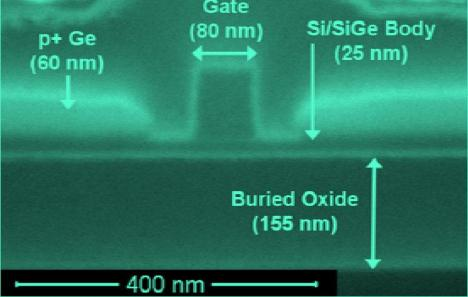 Gate
(80 nm)
p+ Ge
(60 nm)
Si/SiGe Body
(25 nm)
Buried Oxide
(155 nm)
400 nm